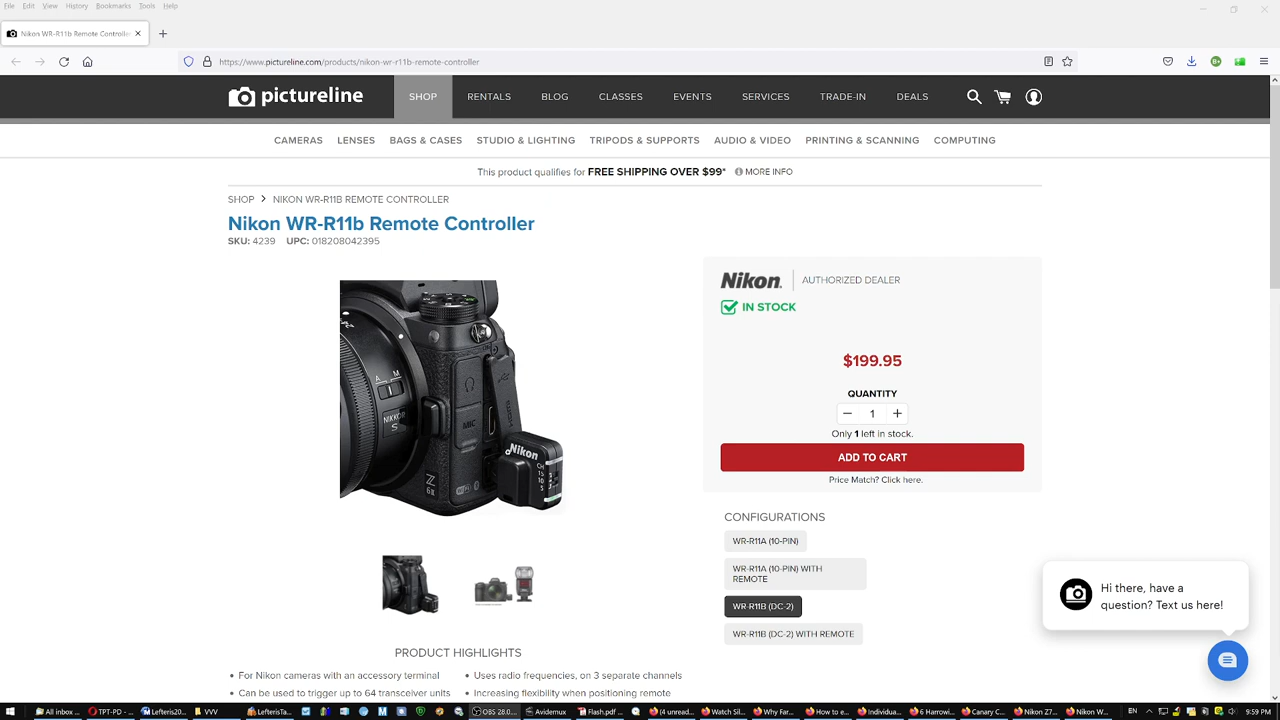 File Edit View History Bookmarks Tools Help
Nikon WR-R11b Remote Controller
https://www.pictureline.com/products/nikon-wr-r11b-remote-controller
pictureline
SHOP RENTALS BLOG CLASSES EVENTS SERVICES TRADE-IN DEALS
CAMERAS LENSES BAGS & CASES STUDIO & LIGHTING TRIPODS & SUPPORTS AUDIO & VIDEO PRINTING & SCANNING COMPUTING
This product qualifies for FREE SHIPPING OVER $99* MORE INFO
SHOP NIKON WR-R11B REMOTE CONTROLLER
Nikon WR-R11b Remote Controller
SKU: 4239 UPC: 018208042395
A M
NIKKOR
S
MIC
HDMI
Nikon
CH
15
10
5
Z
6II
Nikon. AUTHORIZED DEALER
IN STOCK
$199.95
QUANTITY
− 1 +
Only 1 left in stock.
ADD TO CART
Price Match? Click here.
CONFIGURATIONS
WR-R11A (10-PIN)
WR-R11A (10-PIN) WITH
REMOTE
WR-R11B (DC-2)
WR-R11B (DC-2) WITH REMOTE
Hi there, have a
question? Text us here!
PRODUCT HIGHLIGHTS
• For Nikon cameras with an accessory terminal
• Can be used to trigger up to 64 transceiver units
• Uses radio frequencies, on 3 separate channels
• Increasing flexibility when positioning remote
All inbox ... TPT-PD - ... Lefteris20... VVV LefterisTa... OBS 28.0... Avidemux Flash.pdf ... (4 unread... Watch Sil... Why Far... How to e... Individua... 6 Harrowi... Canary C... Nikon Z7... Nikon W... EN 9:59 PM